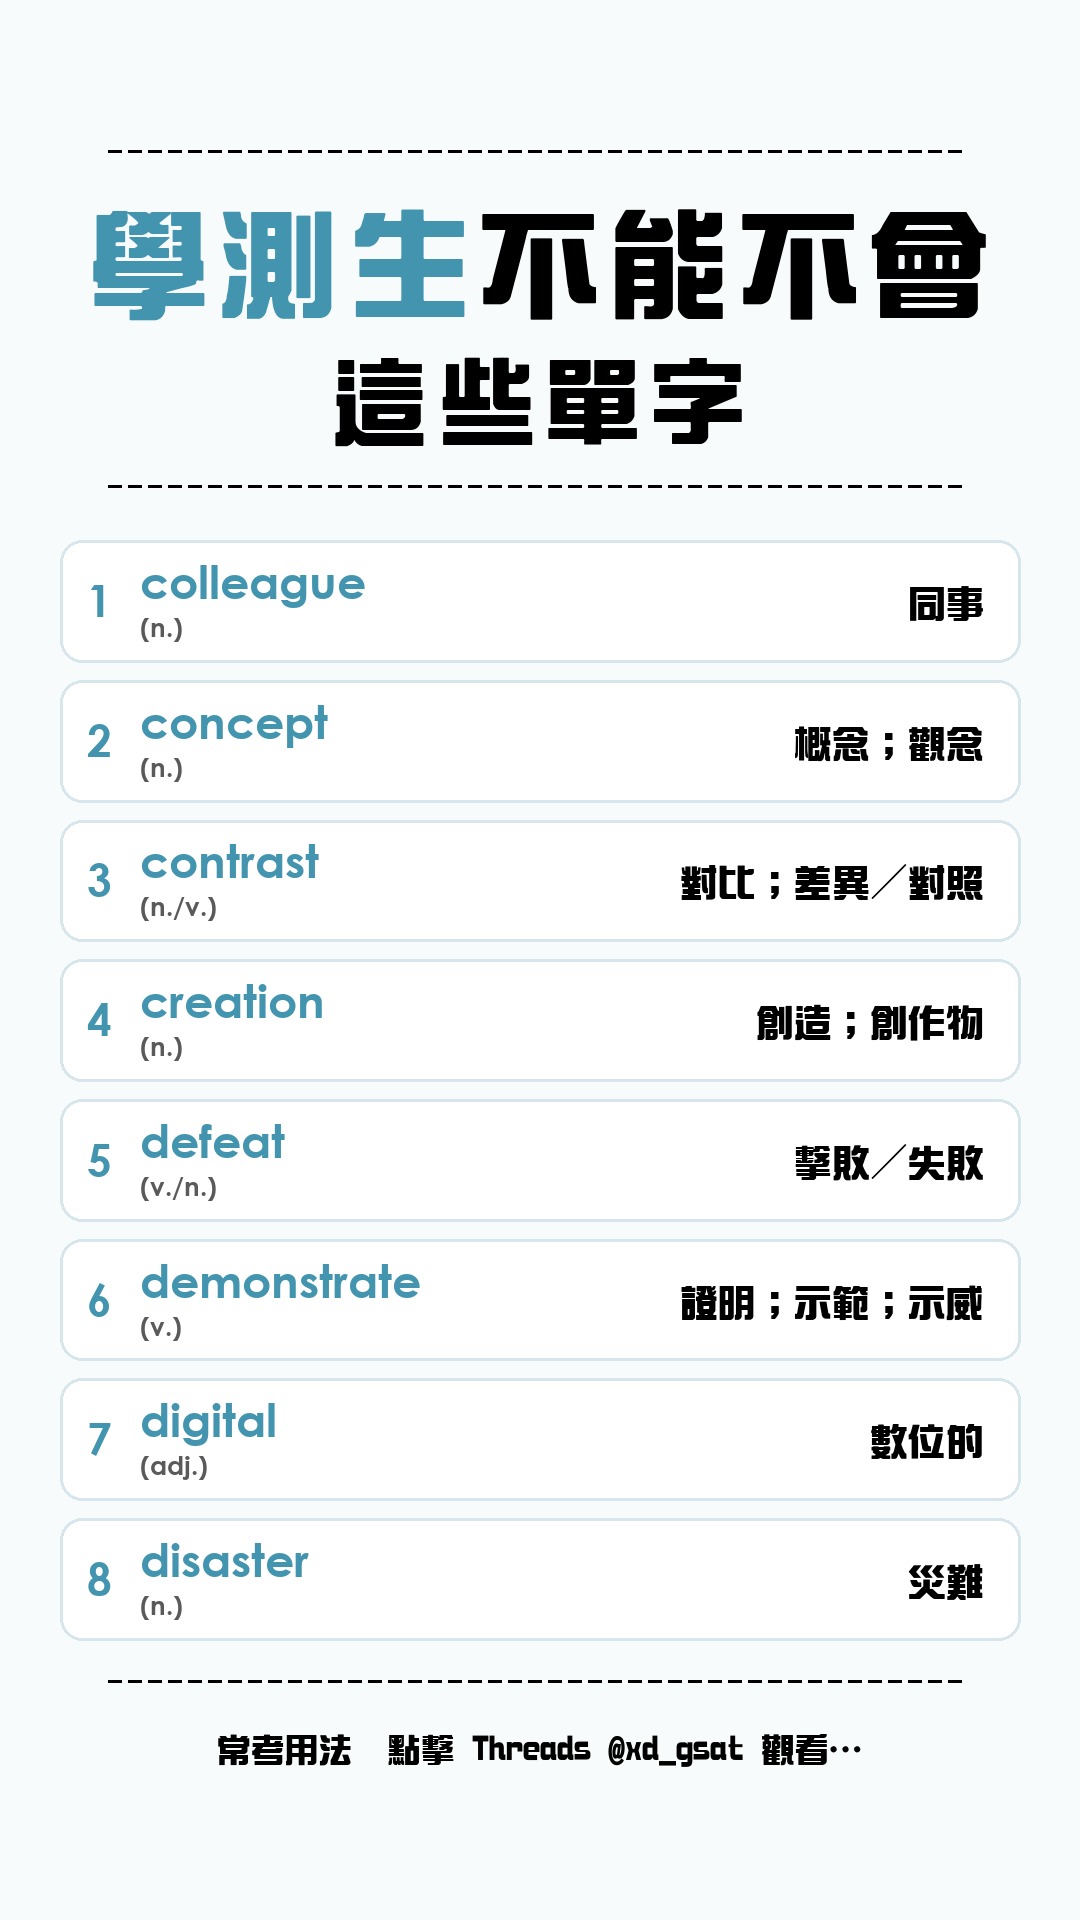 學測生不能不會
這些單字
1 colleague
(n.)
同事
2 concept
(n.)
概念；觀念
3 contrast
(n./v.)
對比；差異／對照
4 creation
(n.)
創造；創作物
5 defeat
(v./n.)
擊敗／失敗
6 demonstrate
(v.)
證明；示範；示威
7 digital
(adj.)
數位的
8 disaster
(n.)
災難
常考用法　點擊 Threads @xd_gsat 觀看…